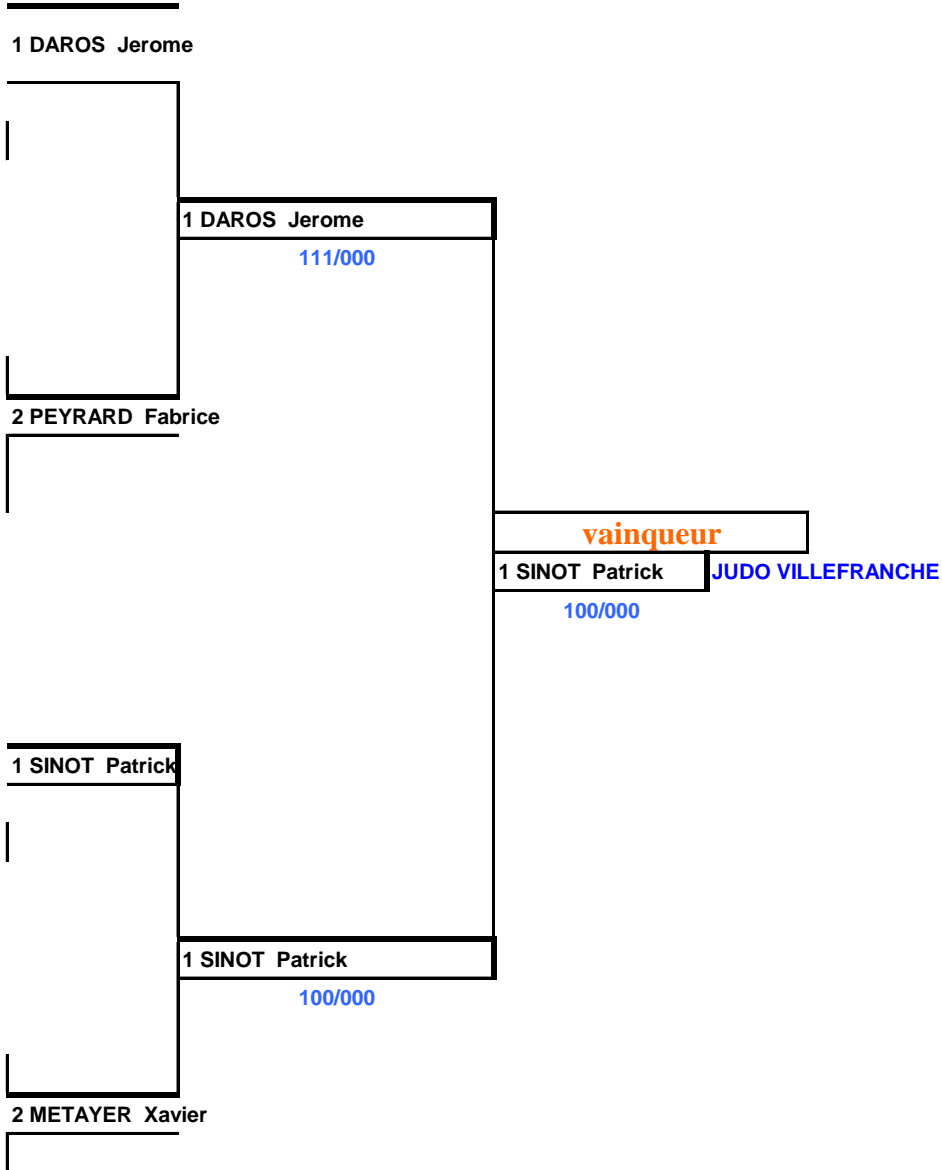 1 DAROS Jerome
1 DAROS Jerome
111/000
2 PEYRARD Fabrice
vainqueur
1 SINOT Patrick JUDO VILLEFRANCHE
100/000
1 SINOT Patrick
1 SINOT Patrick
100/000
2 METAYER Xavier